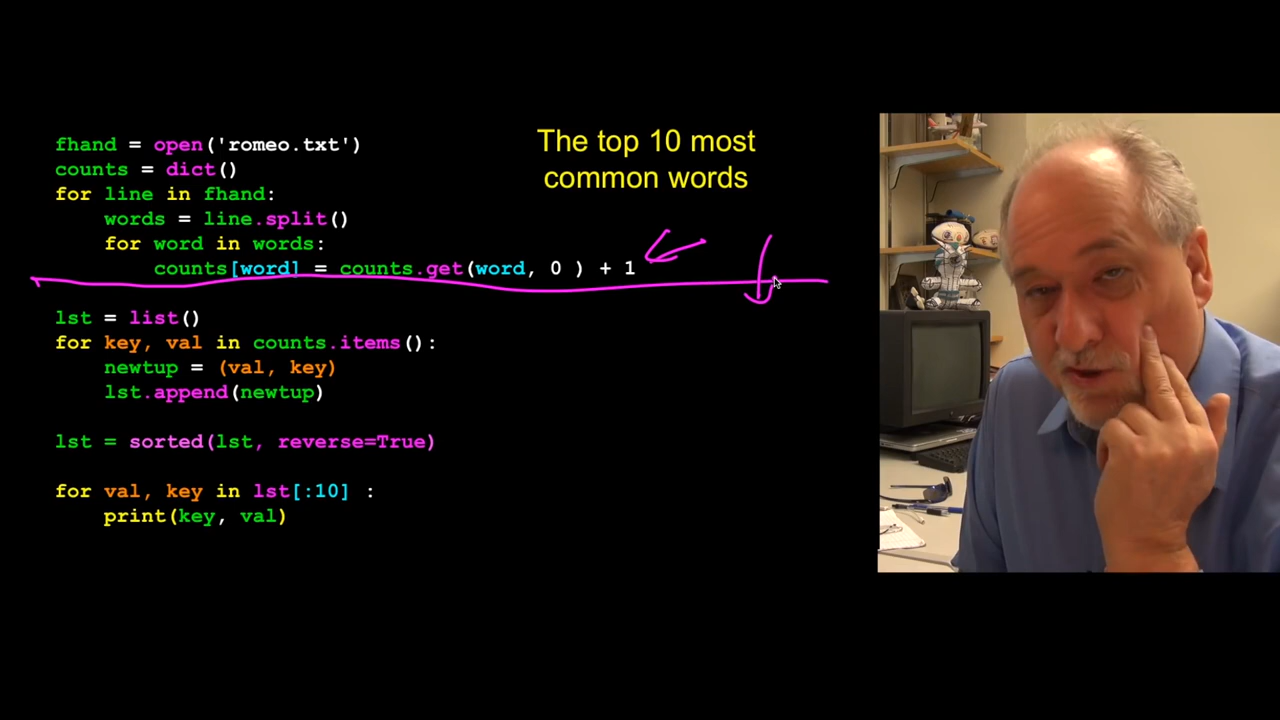 The top 10 most
common words
fhand = open('romeo.txt')
counts = dict()
for line in fhand:
    words = line.split()
    for word in words:
        counts[word] = counts.get(word, 0 ) + 1
lst = list()
for key, val in counts.items():
    newtup = (val, key)
    lst.append(newtup)
lst = sorted(lst, reverse=True)
for val, key in lst[:10] :
    print(key, val)